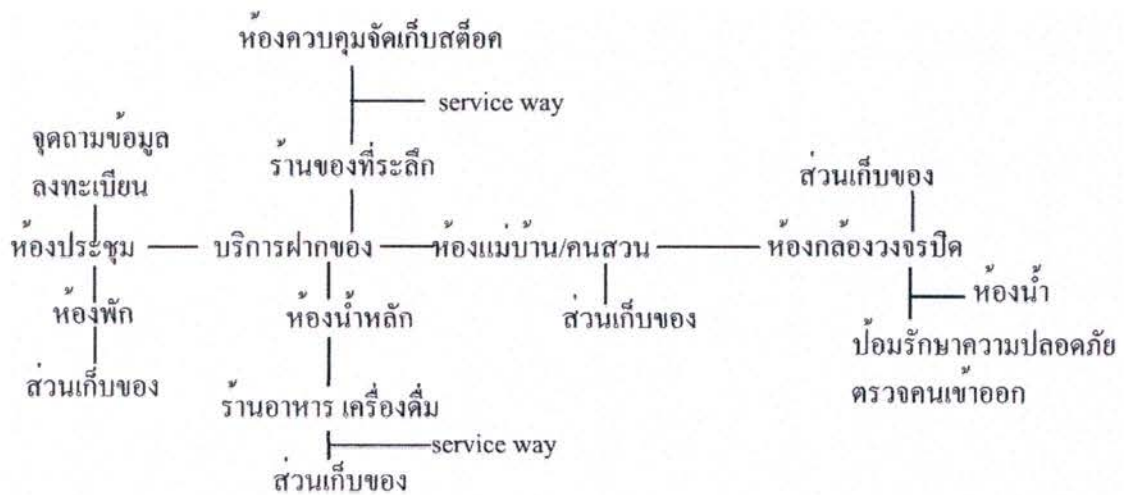 ห้องควบคุมจัดเก็บสต็อค
service way
จุดถามข้อมูล
ลงทะเบียน
ร้านของที่ระลึก
ส่วนเก็บของ
ห้องประชุม
บริการฝากของ
ห้องแม่บ้าน/คนสวน
ห้องกล้องวงจรปิด
ห้องพัก
ห้องน้ำหลัก
ส่วนเก็บของ
ห้องน้ำ
ป้อมรักษาความปลอดภัย
ตรวจคนเข้าออก
ส่วนเก็บของ
ร้านอาหาร เครื่องดื่ม
service way
ส่วนเก็บของ